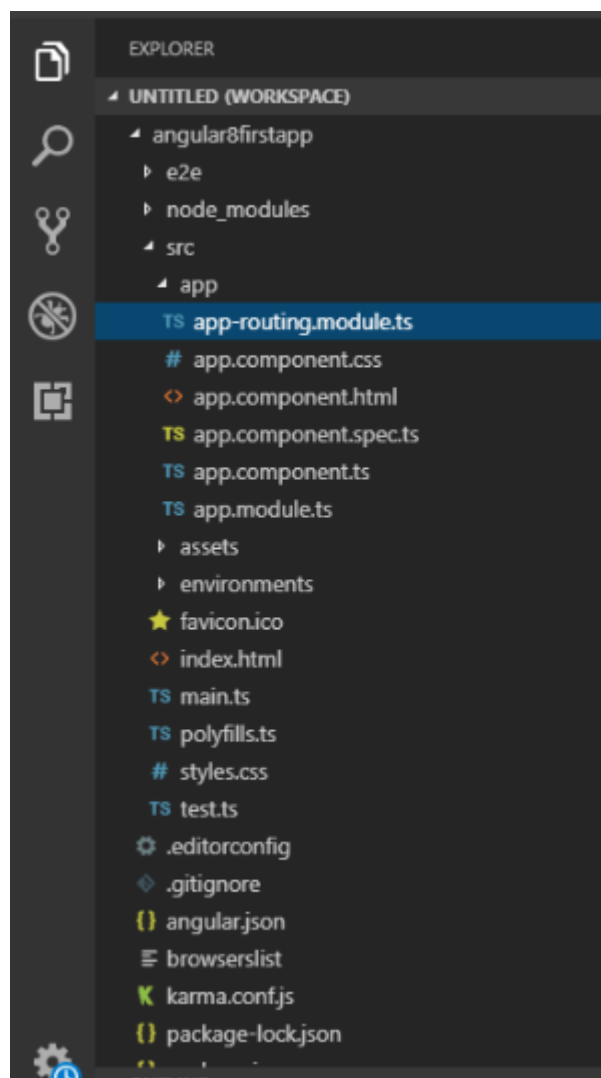 EXPLORER
UNTITLED (WORKSPACE)
angular8firstapp
e2e
node_modules
src
app
TS app-routing.module.ts
# app.component.css
<> app.component.html
TS app.component.spec.ts
TS app.component.ts
TS app.module.ts
assets
environments
favicon.ico
<> index.html
TS main.ts
TS polyfills.ts
# styles.css
TS test.ts
.editorconfig
.gitignore
{} angular.json
browserslist
K karma.conf.js
{} package-lock.json